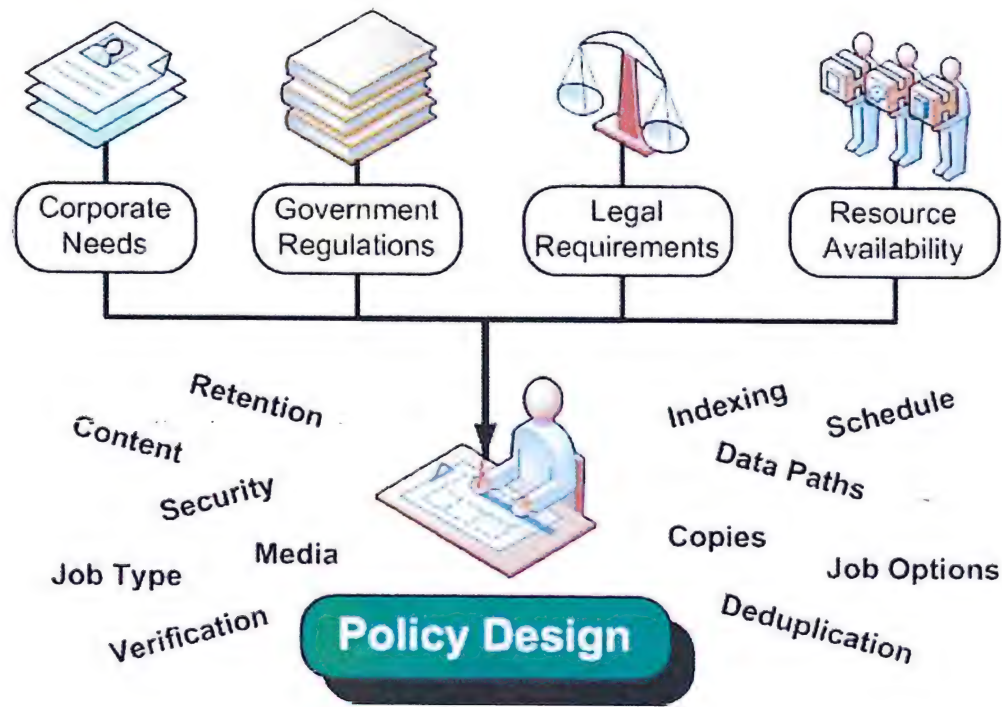 Corporate
Needs
Government
Regulations
Legal
Requirements
Resource
Availability
Retention
Content
Security
Media
Job Type
Verification
Indexing
Schedule
Data Paths
Copies
Job Options
Deduplication
Policy Design